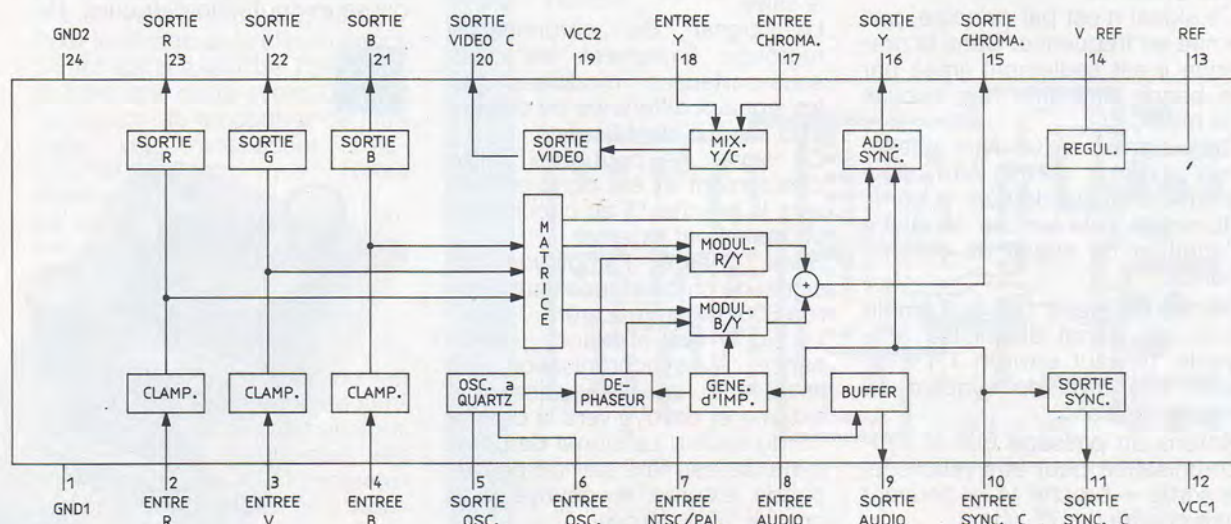 GND2
24
SORTIE
R
23
SORTIE
V
22
SORTIE
B
21
SORTIE
VIDEO C
20
VCC2
19
ENTREE
Y
18
ENTREE
CHROMA.
17
SORTIE
Y
16
SORTIE
CHROMA.
15
V REF
14
REF
13
SORTIE
R
SORTIE
G
SORTIE
B
SORTIE
VIDEO
MIX.
Y/C
ADD.
SYNC.
REGUL.
MATRICE
MODUL.
R/Y
+
MODUL.
B/Y
CLAMP.
CLAMP.
CLAMP.
OSC. a
QUARTZ
DE-
PHASEUR
GENE.
d'IMP.
BUFFER
SORTIE
SYNC.
1
GND1
2
ENTRE
R
3
ENTRE
V
4
ENTREE
B
5
SORTIE
OSC.
6
ENTREE
OSC.
7
ENTREE
NTSC/PAL
8
ENTREE
AUDIO
9
SORTIE
AUDIO
10
ENTREE
SYNC. C
11
SORTIE
SYNC. C
12
VCC1